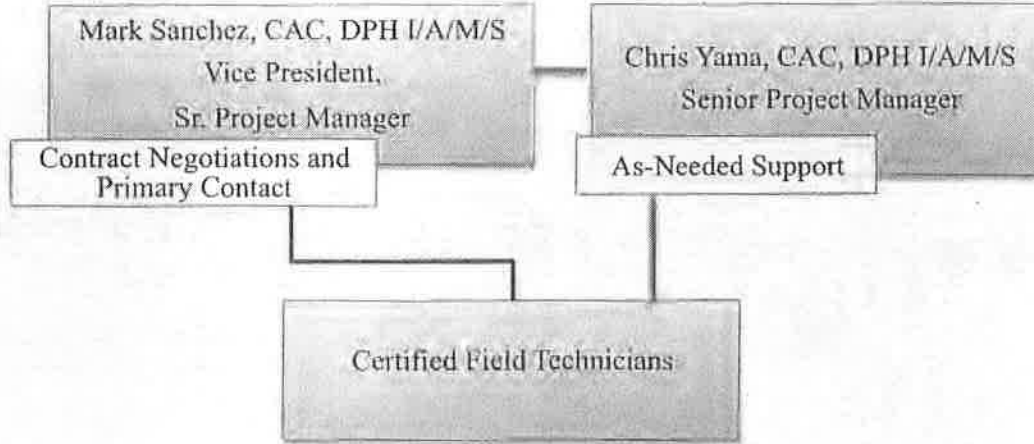 Mark Sanchez, CAC, DPH I/A/M/S
Vice President,
Sr. Project Manager
Contract Negotiations and
Primary Contact
Chris Yama, CAC, DPH I/A/M/S
Senior Project Manager
As-Needed Support
Certified Field Technicians